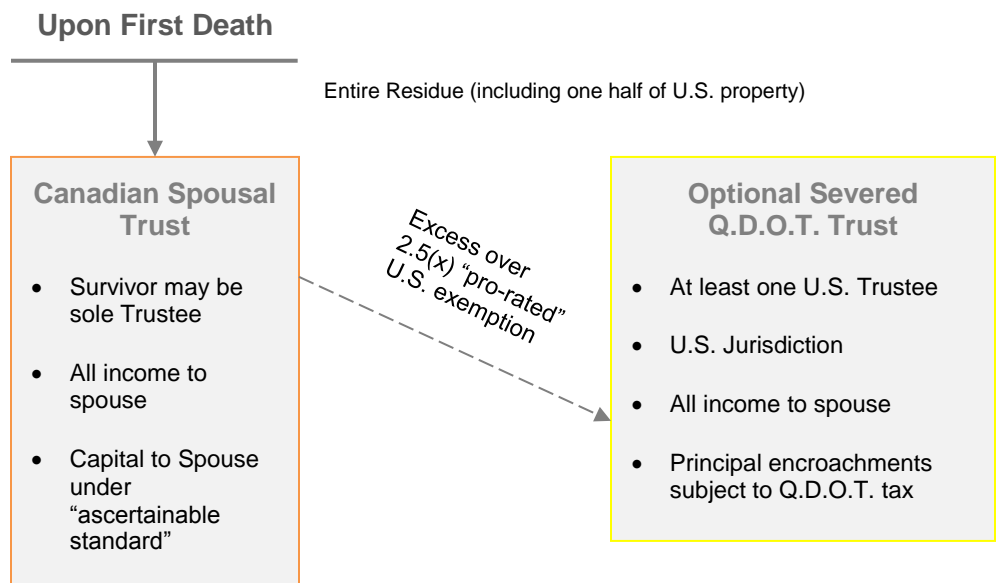 Upon First Death
Entire Residue (including one half of U.S. property)
Canadian Spousal
Trust
• Survivor may be
sole Trustee
• All income to
spouse
• Capital to Spouse
under
“ascertainable
standard”
Excess over
2.5(x) “pro-rated”
U.S. exemption
Optional Severed
Q.D.O.T. Trust
• At least one U.S. Trustee
• U.S. Jurisdiction
• All income to spouse
• Principal encroachments
subject to Q.D.O.T. tax